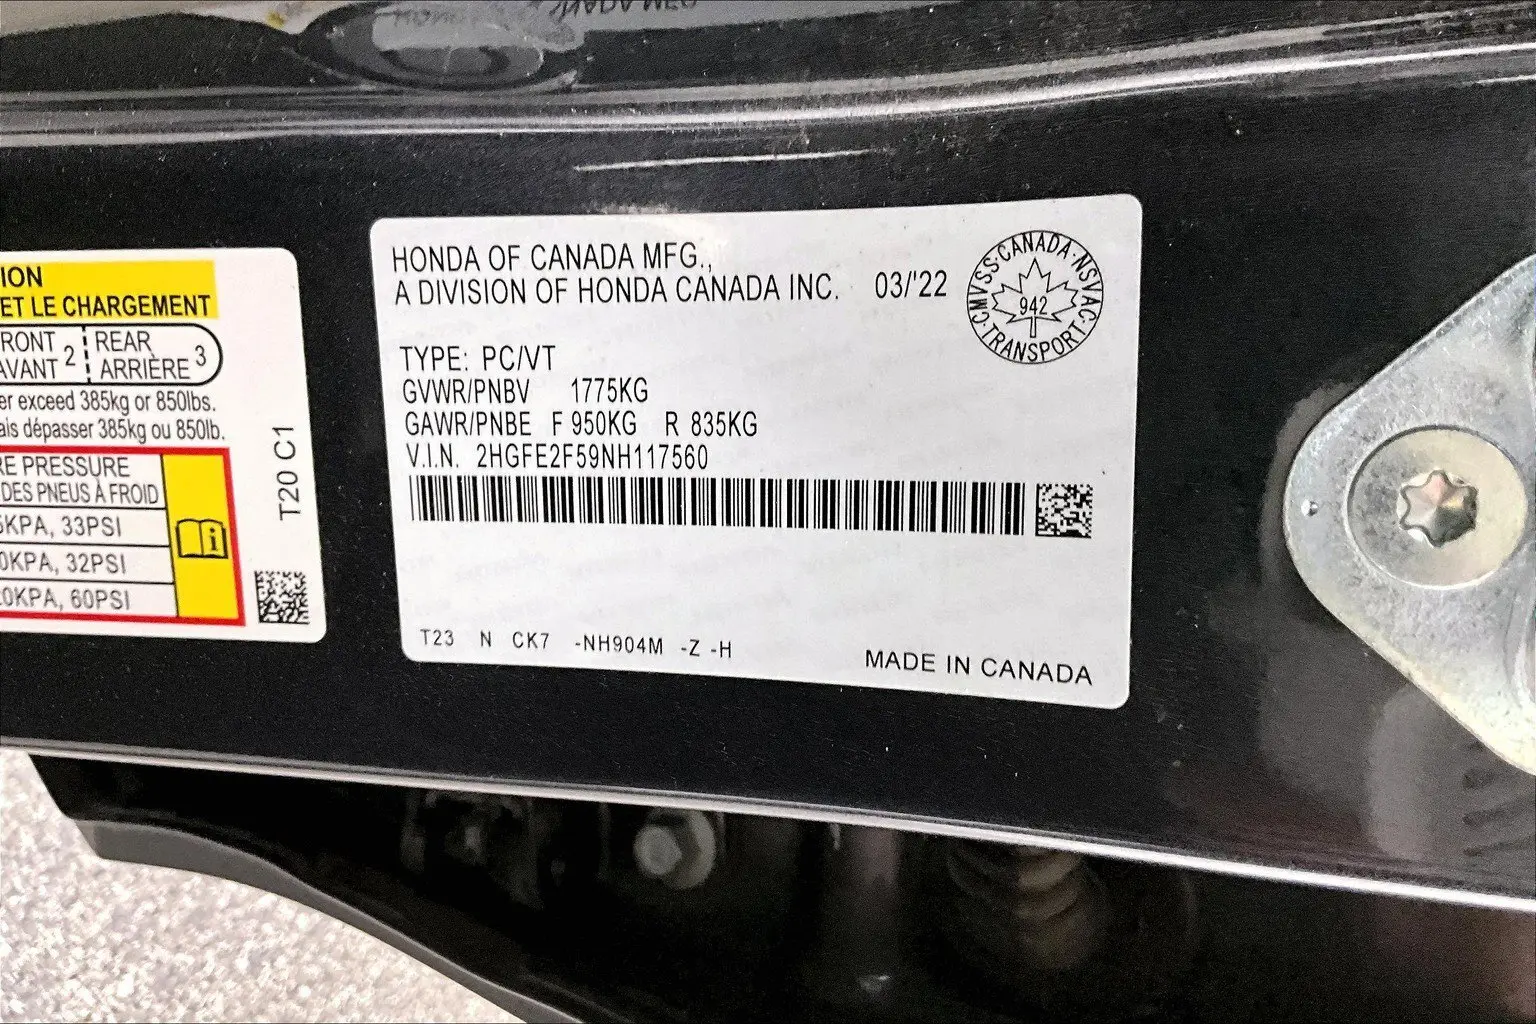 ION
ET LE CHARGEMENT
RONT 2 REAR 3
AVANT ARRIÈRE
er exceed 385kg or 850lbs.
ais dépasser 385kg ou 850lb.
RE PRESSURE
DES PNEUS À FROID
KPA, 33PSI
0KPA, 32PSI
0KPA, 60PSI
T20 C1
HONDA OF CANADA MFG.,
A DIVISION OF HONDA CANADA INC. 03/'22
CANADA·NSVAC·TRANSPORT·CMVSS·
942
TYPE: PC/VT
GVWR/PNBV 1775KG
GAWR/PNBE F 950KG R 835KG
V.I.N. 2HGFE2F59NH117560
T23 N CK7 -NH904M -Z -H
MADE IN CANADA